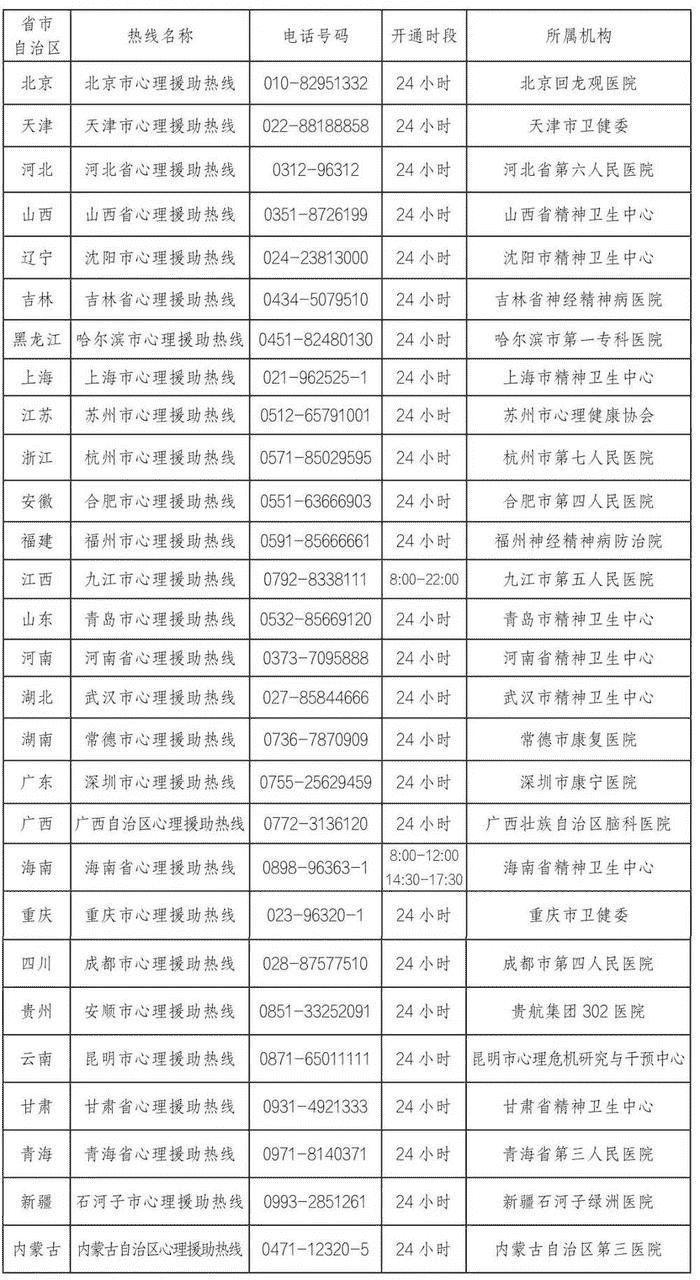 省市
自治区 热线名称 电话号码 开通时段 所属机构
北京 北京市心理援助热线 010-82951332 24小时 北京回龙观医院
天津 天津市心理援助热线 022-88188858 24小时 天津市卫健委
河北 河北省心理援助热线 0312-96312 24小时 河北省第六人民医院
山西 山西省心理援助热线 0351-8726199 24小时 山西省精神卫生中心
辽宁 沈阳市心理援助热线 024-23813000 24小时 沈阳市精神卫生中心
吉林 吉林省心理援助热线 0434-5079510 24小时 吉林省神经精神病医院
黑龙江 哈尔滨市心理援助热线 0451-82480130 24小时 哈尔滨市第一专科医院
上海 上海市心理援助热线 021-962525-1 24小时 上海市精神卫生中心
江苏 苏州市心理援助热线 0512-65791001 24小时 苏州市心理健康协会
浙江 杭州市心理援助热线 0571-85029595 24小时 杭州市第七人民医院
安徽 合肥市心理援助热线 0551-63666903 24小时 合肥市第四人民医院
福建 福州市心理援助热线 0591-85666661 24小时 福州神经精神病防治院
江西 九江市心理援助热线 0792-8338111 8:00-22:00 九江市第五人民医院
山东 青岛市心理援助热线 0532-85669120 24小时 青岛市精神卫生中心
河南 河南省心理援助热线 0373-7095888 24小时 河南省精神卫生中心
湖北 武汉市心理援助热线 027-85844666 24小时 武汉市精神卫生中心
湖南 常德市心理援助热线 0736-7870909 24小时 常德市康复医院
广东 深圳市心理援助热线 0755-25629459 24小时 深圳市康宁医院
广西 广西自治区心理援助热线 0772-3136120 24小时 广西壮族自治区脑科医院
海南 海南省心理援助热线 0898-96363-1 8:00-12:00
14:30-17:30 海南省精神卫生中心
重庆 重庆市心理援助热线 023-96320-1 24小时 重庆市卫健委
四川 成都市心理援助热线 028-87577510 24小时 成都市第四人民医院
贵州 安顺市心理援助热线 0851-33252091 24小时 贵航集团302医院
云南 昆明市心理援助热线 0871-65011111 24小时 昆明市心理危机研究与干预中心
甘肃 甘肃省心理援助热线 0931-4921333 24小时 甘肃省精神卫生中心
青海 青海省心理援助热线 0971-8140371 24小时 青海省第三人民医院
新疆 石河子市心理援助热线 0993-2851261 24小时 新疆石河子绿洲医院
内蒙古 内蒙古自治区心理援助热线 0471-12320-5 24小时 内蒙古自治区第三医院